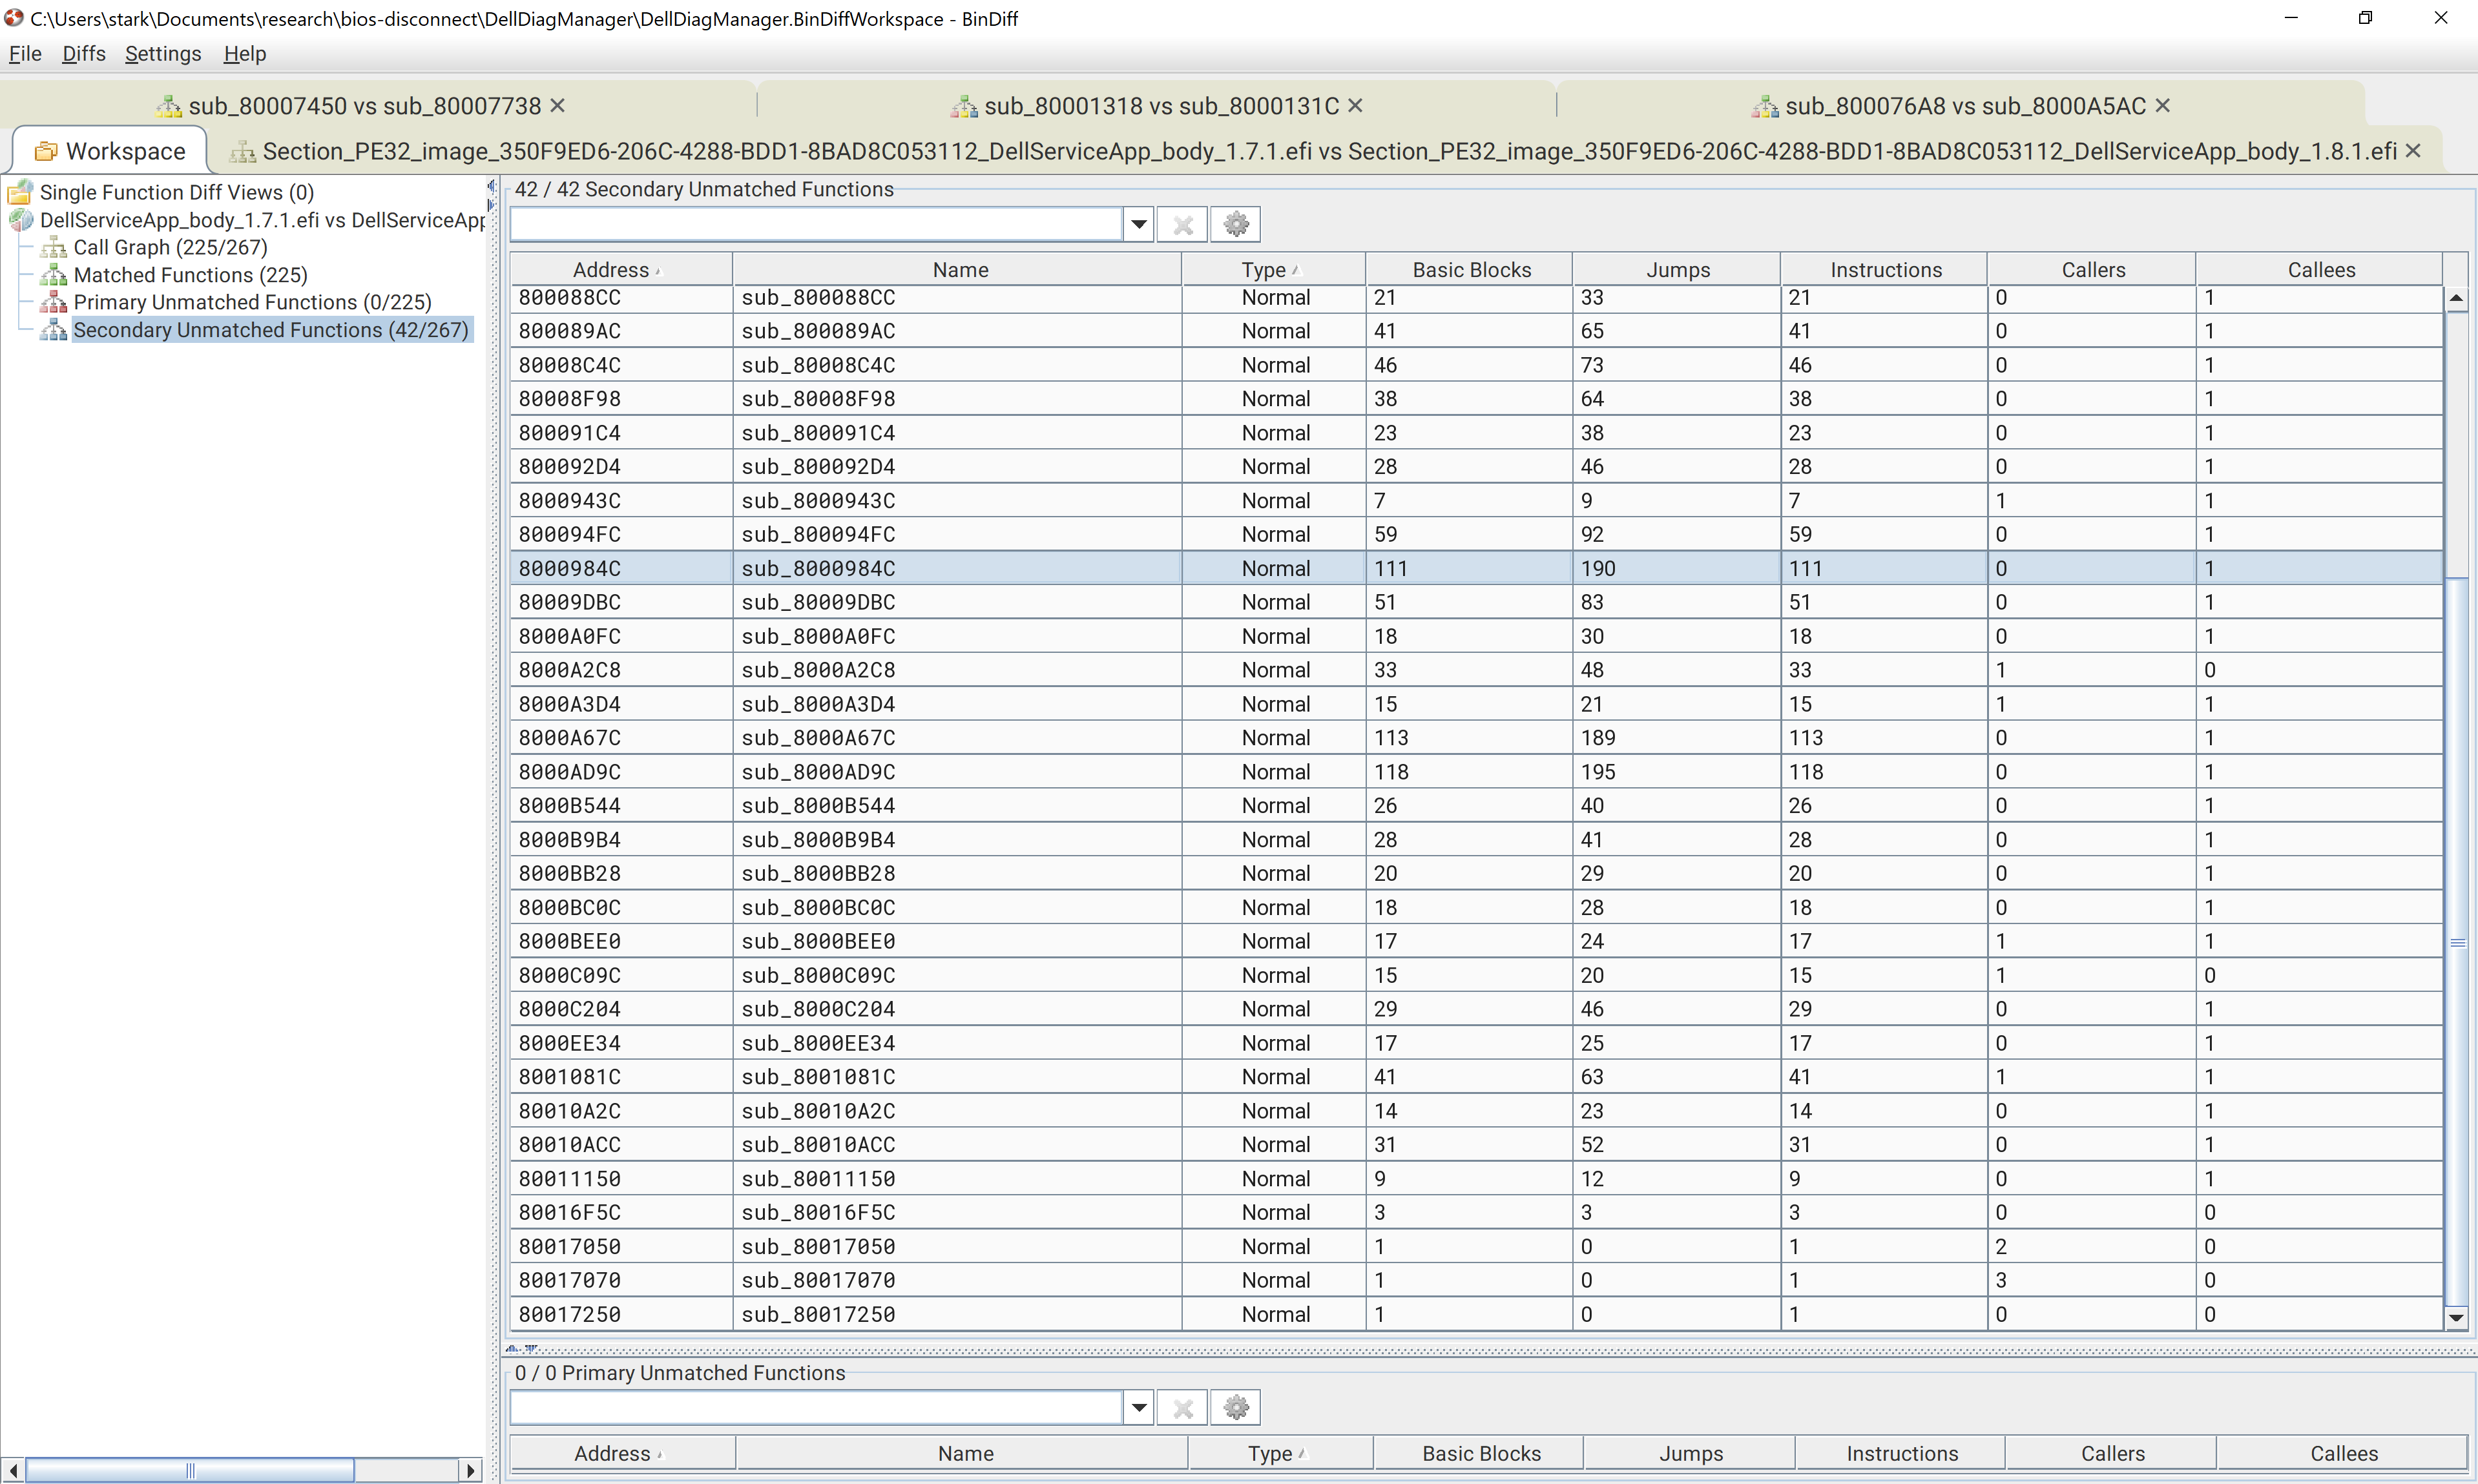 C:\Users\stark\Documents\research\bios-disconnect\DellDiagManager\DellDiagManager.BinDiffWorkspace - BinDiff
File Diffs Settings Help
sub_80007450 vs sub_80007738 sub_80001318 vs sub_8000131C sub_800076A8 vs sub_8000A5AC
Workspace Section_PE32_image_350F9ED6-206C-4288-BDD1-8BAD8C053112_DellServiceApp_body_1.7.1.efi vs Section_PE32_image_350F9ED6-206C-4288-BDD1-8BAD8C053112_DellServiceApp_body_1.8.1.efi
Single Function Diff Views (0)
DellServiceApp_body_1.7.1.efi vs DellServiceApp
Call Graph (225/267)
Matched Functions (225)
Primary Unmatched Functions (0/225)
Secondary Unmatched Functions (42/267)
42 / 42 Secondary Unmatched Functions
Address Name Type Basic Blocks Jumps Instructions Callers Callees
800088CC sub_800088CC Normal 21 33 21 0 1
800089AC sub_800089AC Normal 41 65 41 0 1
80008C4C sub_80008C4C Normal 46 73 46 0 1
80008F98 sub_80008F98 Normal 38 64 38 0 1
800091C4 sub_800091C4 Normal 23 38 23 0 1
800092D4 sub_800092D4 Normal 28 46 28 0 1
8000943C sub_8000943C Normal 7 9 7 1 1
800094FC sub_800094FC Normal 59 92 59 0 1
8000984C sub_8000984C Normal 111 190 111 0 1
80009DBC sub_80009DBC Normal 51 83 51 0 1
8000A0FC sub_8000A0FC Normal 18 30 18 0 1
8000A2C8 sub_8000A2C8 Normal 33 48 33 1 0
8000A3D4 sub_8000A3D4 Normal 15 21 15 1 1
8000A67C sub_8000A67C Normal 113 189 113 0 1
8000AD9C sub_8000AD9C Normal 118 195 118 0 1
8000B544 sub_8000B544 Normal 26 40 26 0 1
8000B9B4 sub_8000B9B4 Normal 28 41 28 0 1
8000BB28 sub_8000BB28 Normal 20 29 20 0 1
8000BC0C sub_8000BC0C Normal 18 28 18 0 1
8000BEE0 sub_8000BEE0 Normal 17 24 17 1 1
8000C09C sub_8000C09C Normal 15 20 15 1 0
8000C204 sub_8000C204 Normal 29 46 29 0 1
8000EE34 sub_8000EE34 Normal 17 25 17 0 1
8001081C sub_8001081C Normal 41 63 41 1 1
80010A2C sub_80010A2C Normal 14 23 14 0 1
80010ACC sub_80010ACC Normal 31 52 31 0 1
80011150 sub_80011150 Normal 9 12 9 0 1
80016F5C sub_80016F5C Normal 3 3 3 0 0
80017050 sub_80017050 Normal 1 0 1 2 0
80017070 sub_80017070 Normal 1 0 1 3 0
80017250 sub_80017250 Normal 1 0 1 0 0
0 / 0 Primary Unmatched Functions
Address Name Type Basic Blocks Jumps Instructions Callers Callees